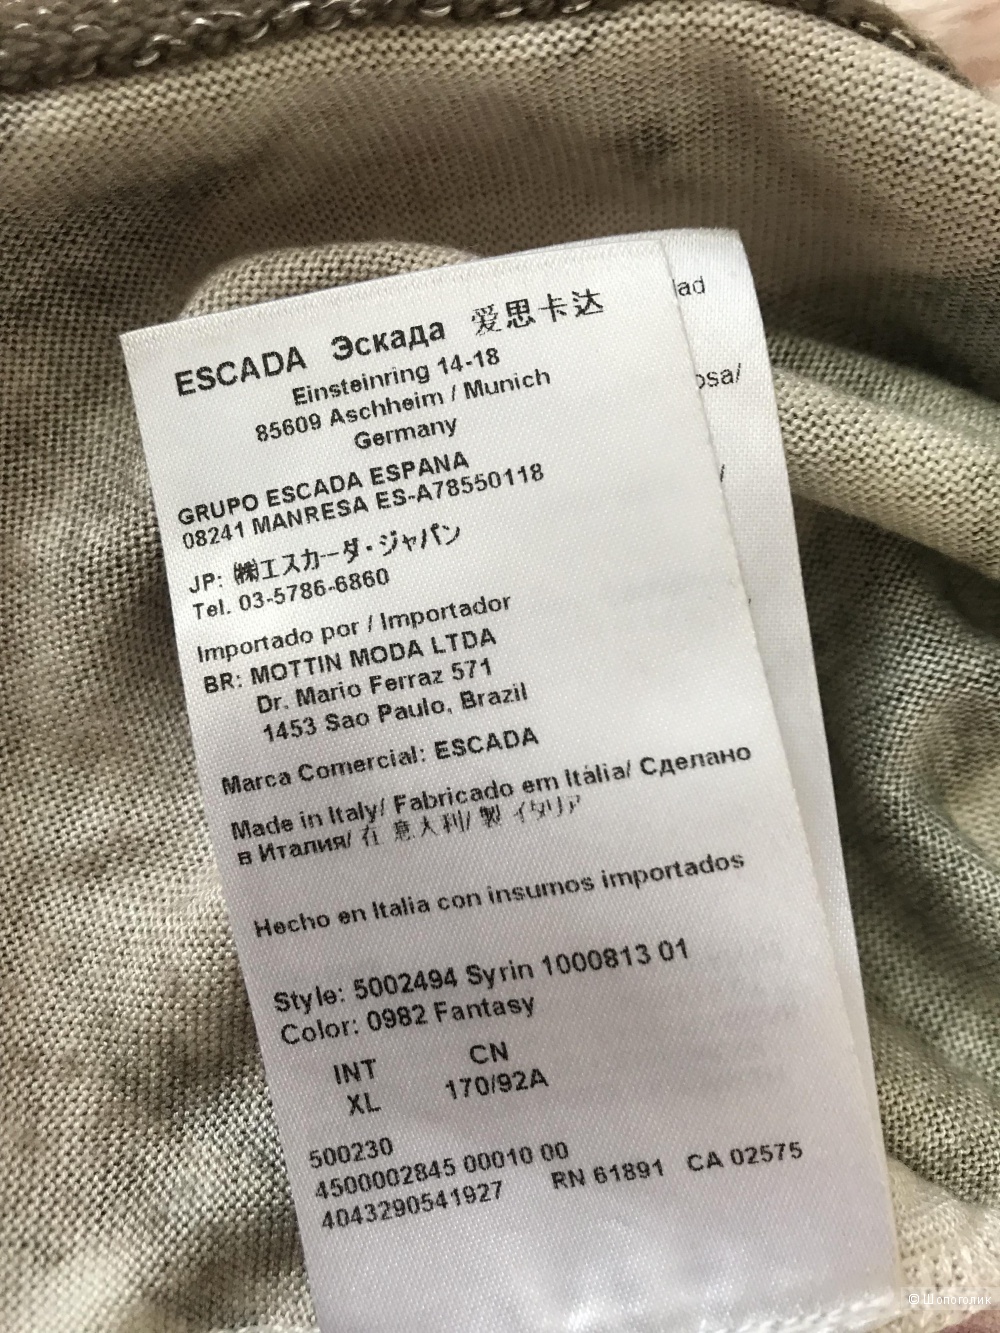 ESCADA Эскада 爱思卡达
Einsteinring 14-18
85609 Aschheim / Munich
Germany
GRUPO ESCADA ESPANA
08241 MANRESA ES-A78550118
JP: ㈱エスカーダ・ジャパン
Tel. 03-5786-6860
Importado por / Importador
BR: MOTTIN MODA LTDA
Dr. Mario Ferraz 571
1453 Sao Paulo, Brazil
Marca Comercial: ESCADA
Made in Italy/ Fabricado em Itália/ Сделано
в Италия/ 在 意大利/ 製 イタリア
Hecho en Italia con insumos importados
Style: 5002494 Syrin 1000813 01
Color: 0982 Fantasy
INT CN
XL 170/92A
500230
4500002845 00010 00
4043290541927 RN 61891 CA 02575
lad
osa/
/
©Шопоголик